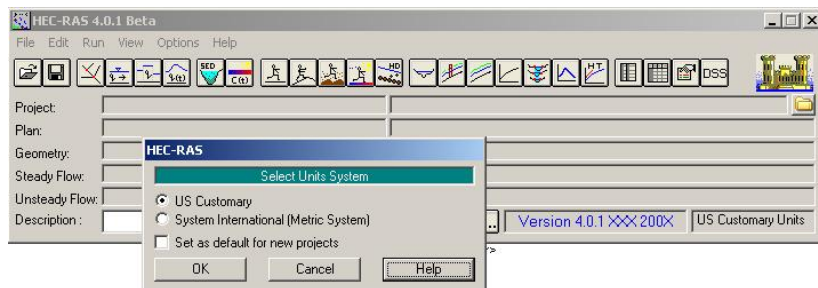 HEC-RAS 4.0.1 Beta
File Edit Run View Options Help
SED
C(t)
S(t)
HD
HT
DSS
Project:
Plan:
Geometry:
Steady Flow:
Unsteady Flow:
Description :
HEC-RAS
Select Units System
US Customary
System International (Metric System)
Set as default for new projects
OK Cancel Help
... Version 4.0.1 XXX 200X US Customary Units